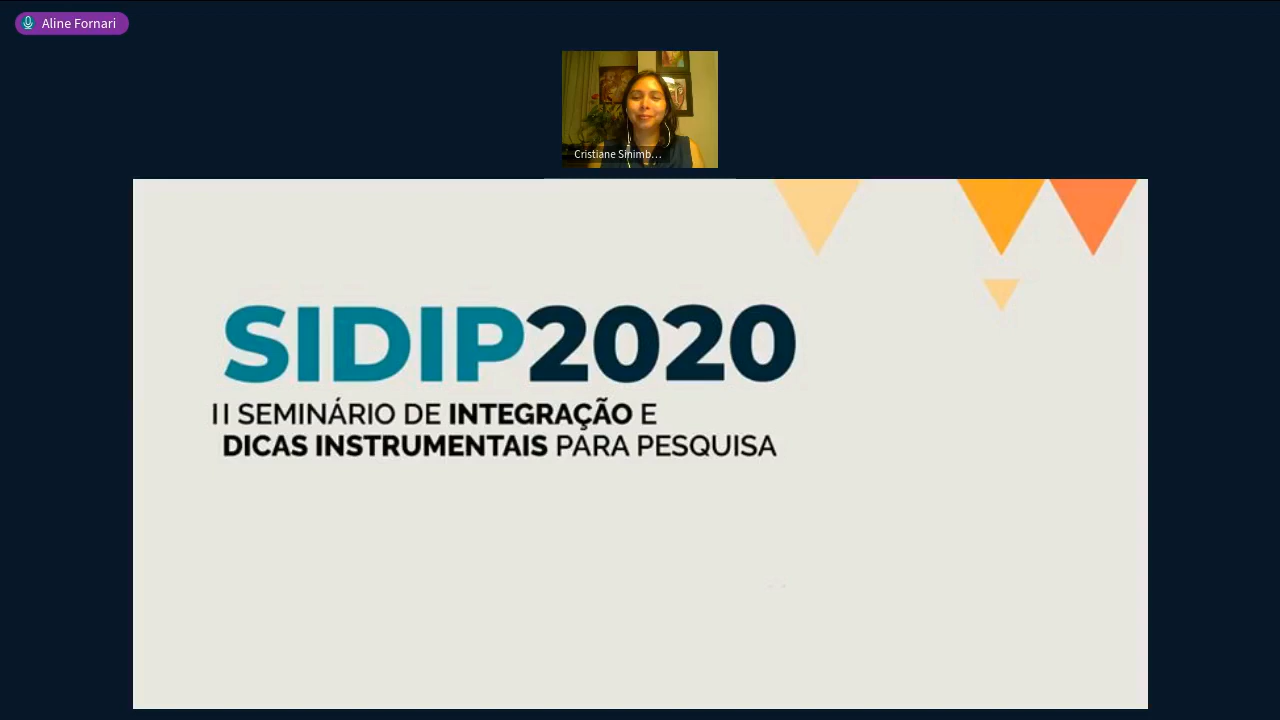 Aline Fornari
Cristiane Sinimb...
SIDIP2020
II SEMINÁRIO DE INTEGRAÇÃO E
DICAS INSTRUMENTAIS PARA PESQUISA